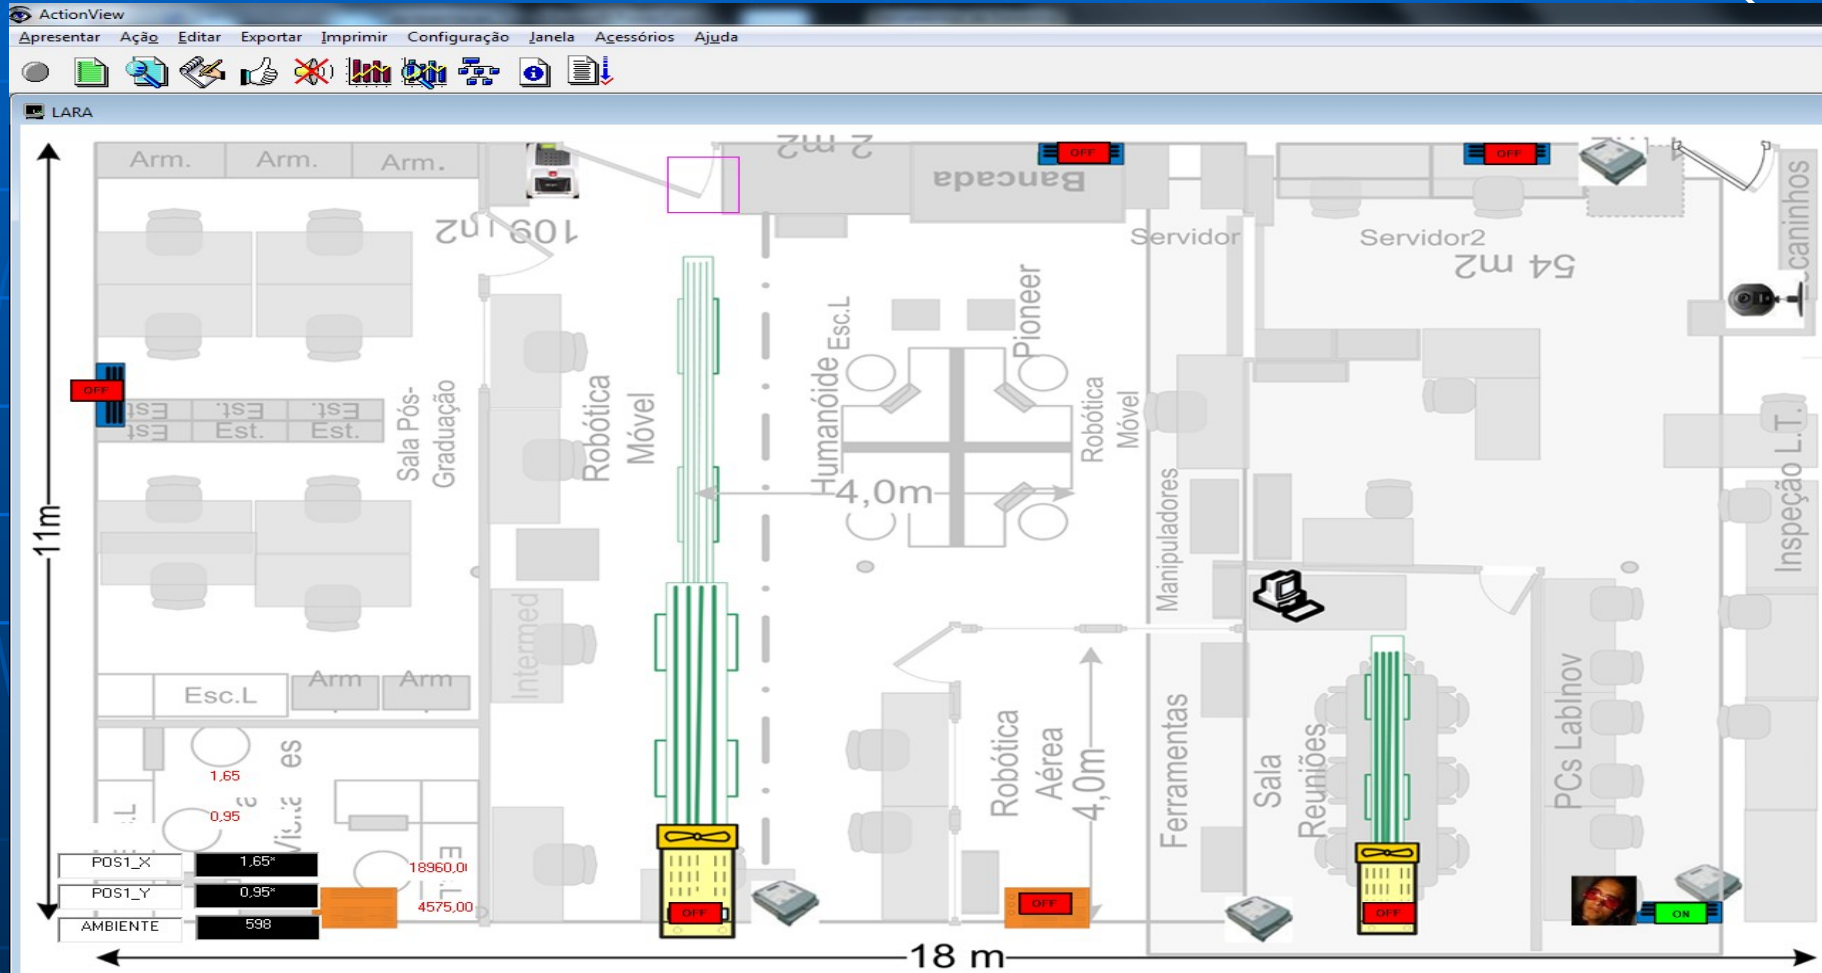 ActionView
Apresentar Ação Editar Exportar Imprimir Configuração Janela Acessórios Ajuda
LARA
Arm. Arm. Arm.
2 m2
OFF
OFF
Bancada
109 m2
Servidor
Servidor2
54 m2
Esc.L
Pioneer
Humanóide
OFF
Est. Est. Est.
Est. Est. Est.
Sala Pós-
Graduação
Robótica
Móvel
Robótica
Móvel
4,0m
11m
Manipuladores
Inspeção L.T.
Intermed
Arm Arm
Esc.L
Robótica
Aérea
4,0m
Ferramentas
Sala
Reuniões
PCs LabInov
1,65
0,95
POS1_X 1,65*
18960,0
POS1_Y 0,95*
4575,00
AMBIENTE 598
OFF
OFF
OFF
ON
18 m